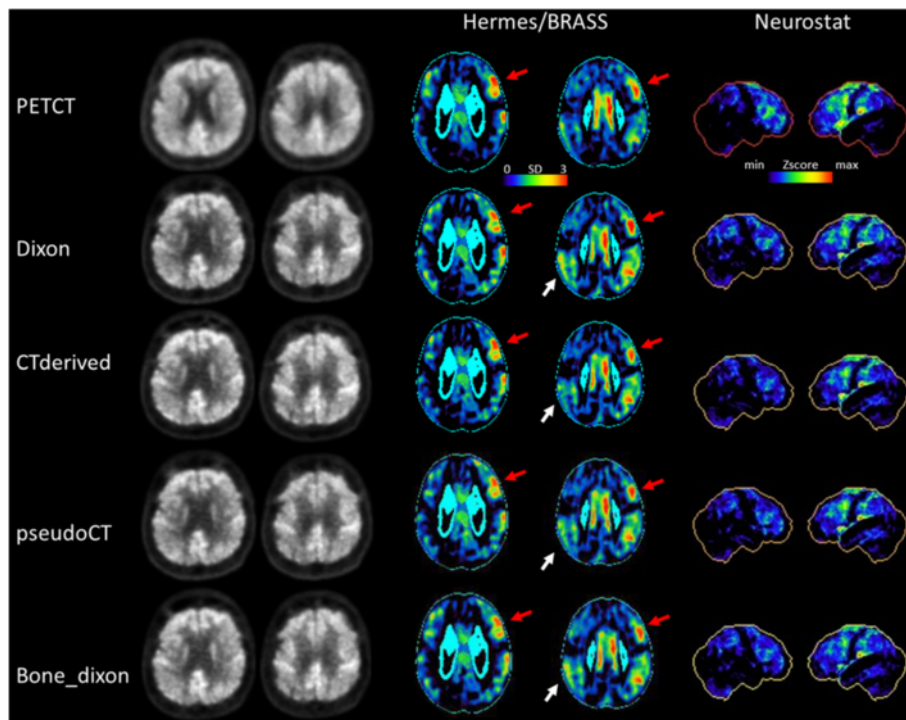 Hermes/BRASS Neurostat
PETCT
0 SD 3 min Zscore max
Dixon
CTderived
pseudoCT
Bone_dixon